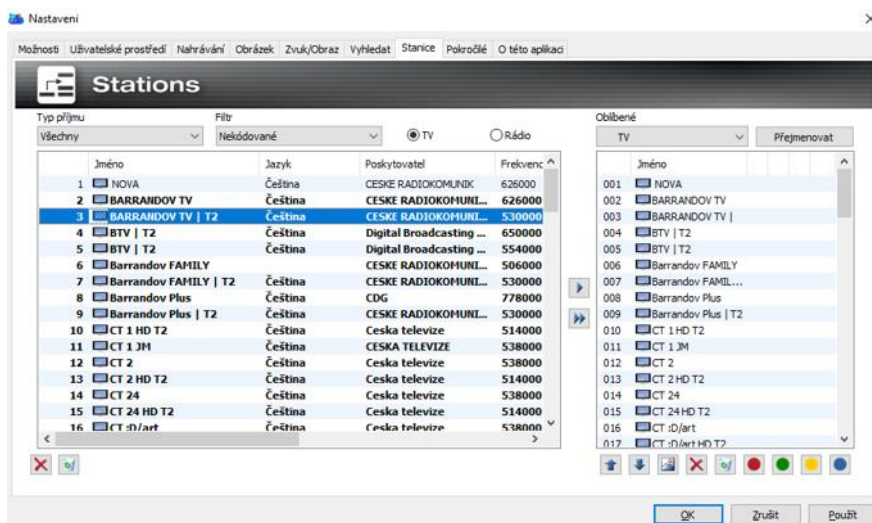 Nastavení
Možnosti Uživatelské prostředí Nahrávání Obrázek Zvuk/Obraz Vyhledat Stanice Pokročilé O této aplikaci
Stations
Typ příjmu Filtr Oblíbené
Všechny Nekódované TV Rádio TV Přejmenovat
Jméno Jazyk Poskytovatel Frekvenc Jméno
1 NOVA Čeština CESKE RADIOKOMUNIK 626000 001 NOVA
2 BARRANDOV TV Čeština CESKE RADIOKOMUNI... 626000 002 BARRANDOV TV
3 BARRANDOV TV | T2 Čeština CESKE RADIOKOMUNI... 530000 003 BARRANDOV TV |
4 BTV | T2 Čeština Digital Broadcasting ... 650000 004 BTV | T2
5 BTV | T2 Čeština Digital Broadcasting ... 554000 005 BTV | T2
6 Barrandov FAMILY CESKE RADIOKOMUNI... 506000 006 Barrandov FAMILY
7 Barrandov FAMILY | T2 Čeština CESKE RADIOKOMUNI... 530000 007 Barrandov FAMIL...
8 Barrandov Plus Čeština CDG 778000 008 Barrandov Plus
9 Barrandov Plus | T2 Čeština CESKE RADIOKOMUNI... 530000 009 Barrandov Plus | T2
10 CT 1 HD T2 Čeština Ceska televize 514000 010 CT 1 HD T2
11 CT 1 JM Čeština CESKA TELEVIZE 538000 011 CT 1 JM
12 CT 2 Čeština Ceska televize 538000 012 CT 2
13 CT 2 HD T2 Čeština Ceska televize 514000 013 CT 2 HD T2
14 CT 24 Čeština Ceska televize 538000 014 CT 24
15 CT 24 HD T2 Čeština Ceska televize 514000 015 CT 24 HD T2
16 CT :D/art Čeština Ceska televize 538000 016 CT :D/art
017 CT :D/art HD T2
OK Zrušit Použít